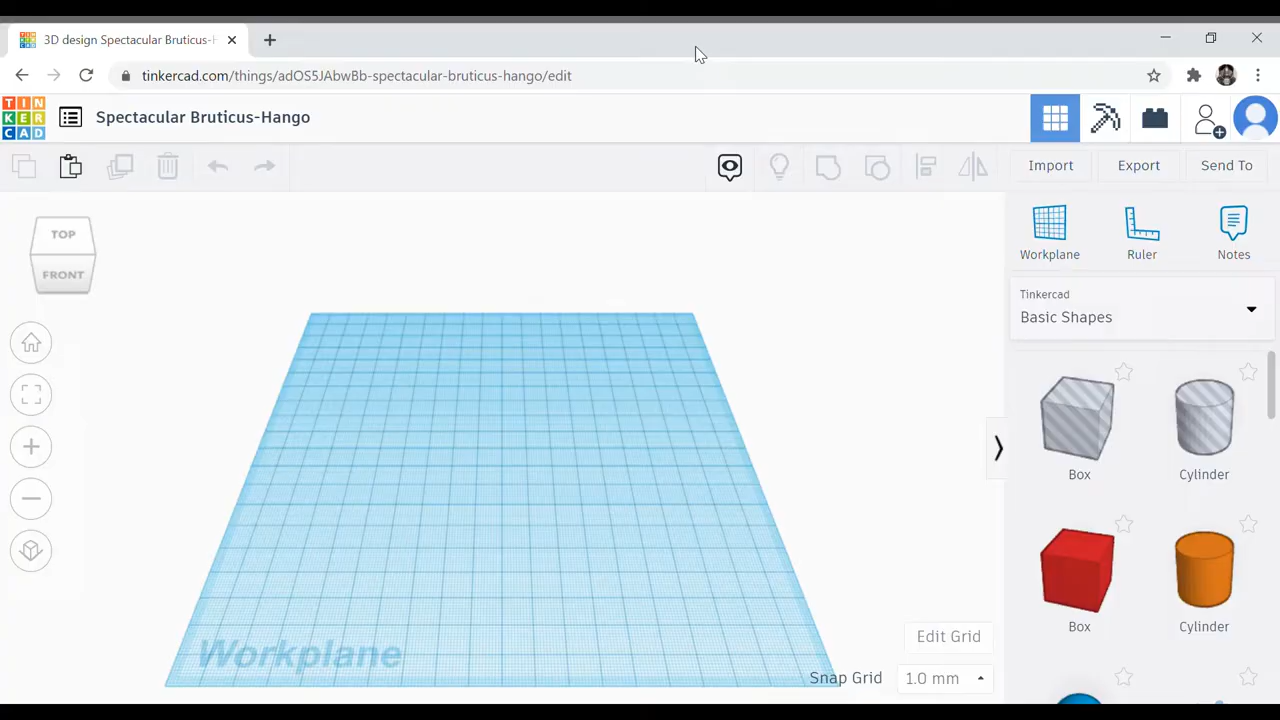 3D design Spectacular Bruticus-H
tinkercad.com/things/adOS5JAbwBb-spectacular-bruticus-hango/edit
TIN
KER
CAD
Spectacular Bruticus-Hango
Import
Export
Send To
TOP
FRONT
Workplane
Ruler
Notes
Tinkercad
Basic Shapes
Box
Cylinder
Box
Cylinder
Workplane
Edit Grid
Snap Grid
1.0 mm